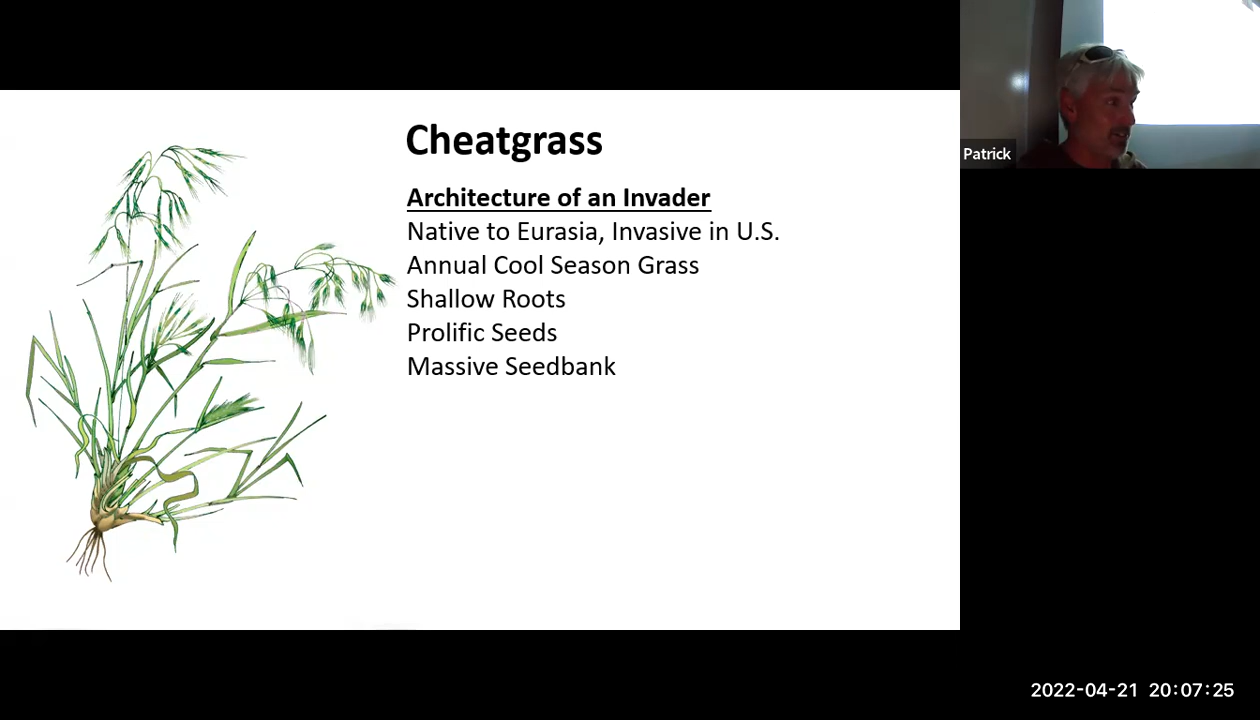 Cheatgrass
Architecture of an Invader
Native to Eurasia, Invasive in U.S.
Annual Cool Season Grass
Shallow Roots
Prolific Seeds
Massive Seedbank
Patrick
2022-04-21 20:07:25